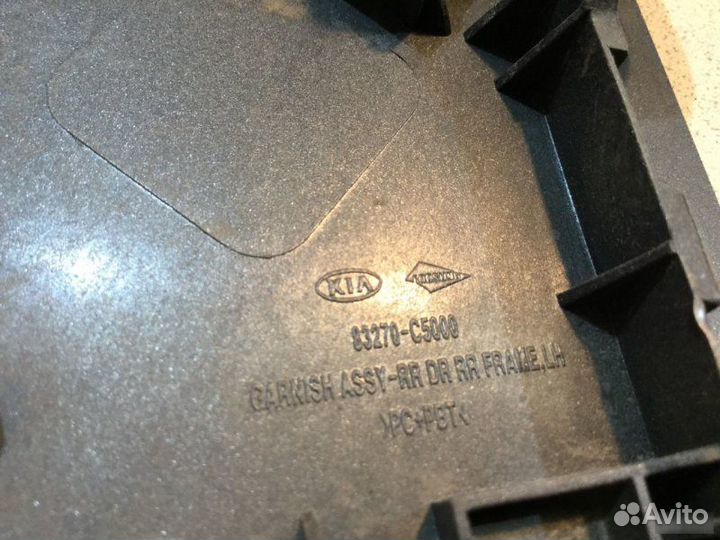 KIA
83270-C5000
GARNISH ASSY-RR DR RR FRAME,LH
>PC+PBT<
Avito